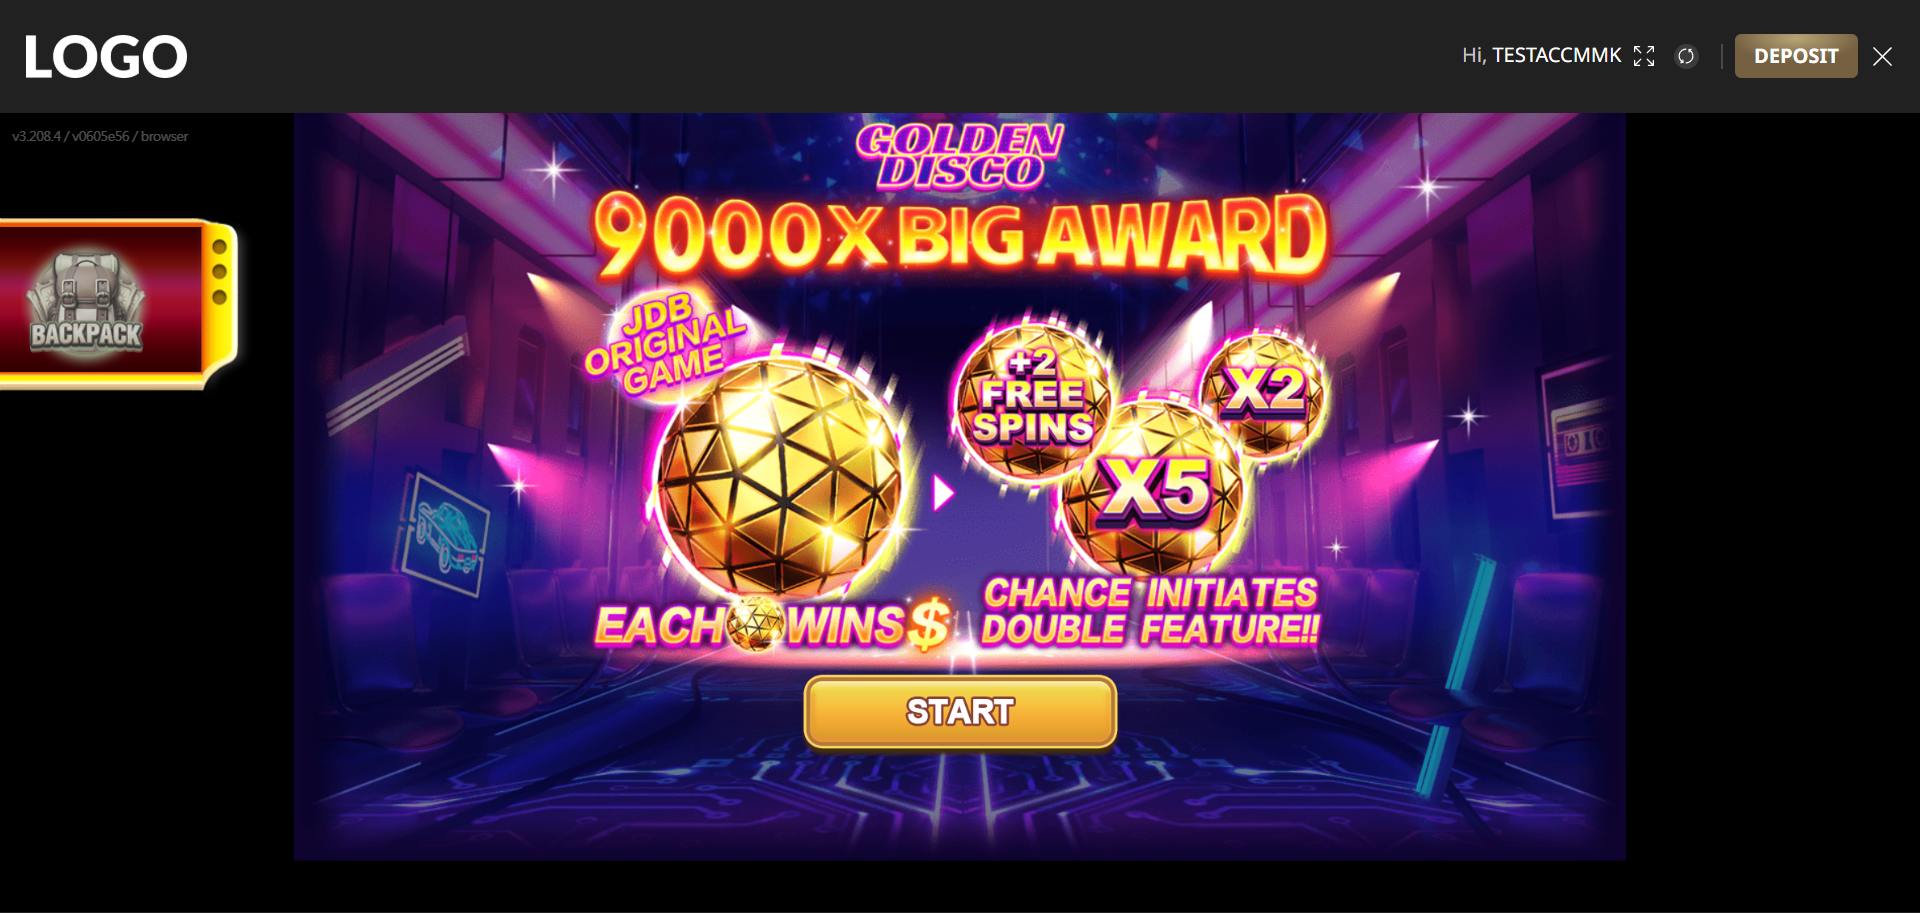 LOGO
Hi, TESTACCMMK
DEPOSIT
v3.208.4 / v0605e56 / browser
GOLDEN
DISCO
9000X BIG AWARD
JDB
ORIGINAL
GAME
+2
FREE
SPINS
X2
X5
BACKPACK
EACH WINS $
CHANCE INITIATES
DOUBLE FEATURE!!
START